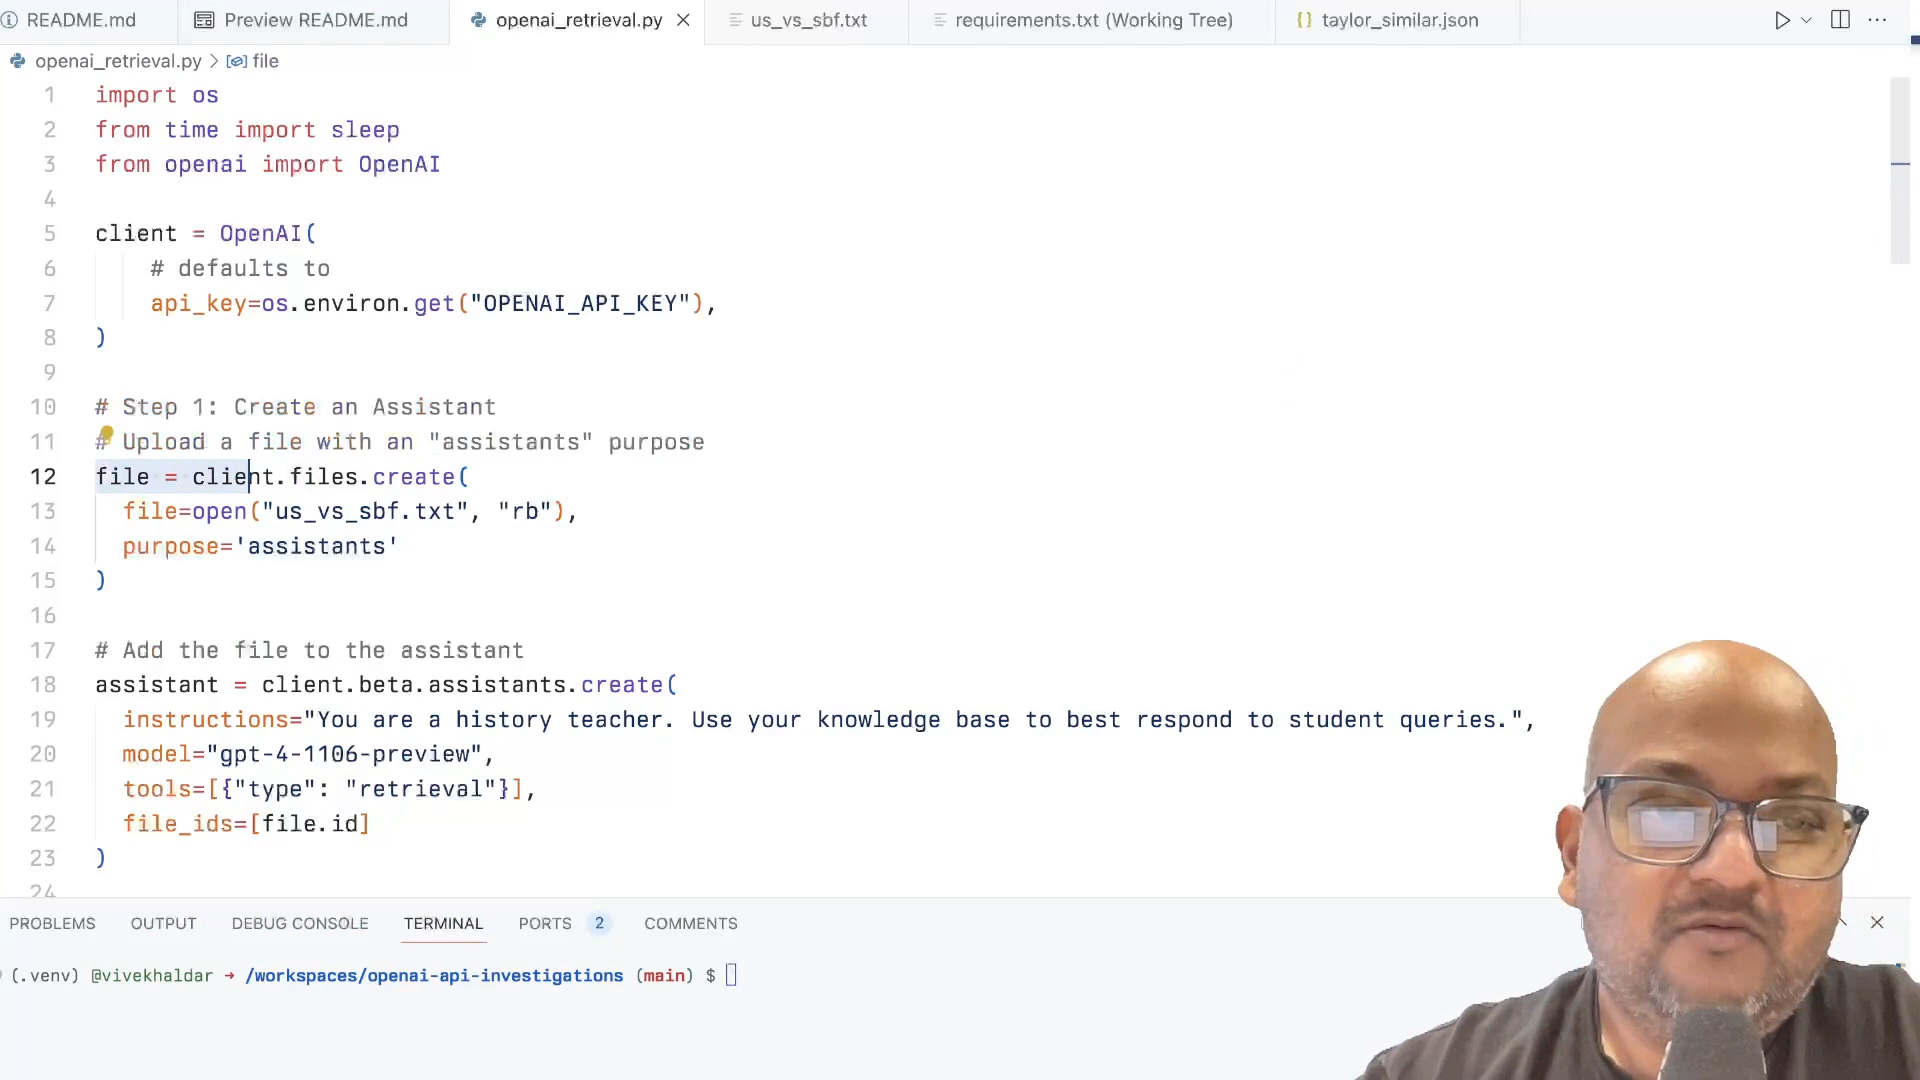 README.md
Preview README.md
openai_retrieval.py
us_vs_sbf.txt
requirements.txt (Working Tree)
taylor_similar.json
openai_retrieval.py > file
1 import os
2 from time import sleep
3 from openai import OpenAI
4
5 client = OpenAI(
6 # defaults to
7 api_key=os.environ.get("OPENAI_API_KEY"),
8 )
9
10 # Step 1: Create an Assistant
11 # Upload a file with an "assistants" purpose
12 file = client.files.create(
13 file=open("us_vs_sbf.txt", "rb"),
14 purpose='assistants'
15 )
16
17 # Add the file to the assistant
18 assistant = client.beta.assistants.create(
19 instructions="You are a history teacher. Use your knowledge base to best respond to student queries.",
20 model="gpt-4-1106-preview",
21 tools=[{"type": "retrieval"}],
22 file_ids=[file.id]
23 )
24
PROBLEMS OUTPUT DEBUG CONSOLE TERMINAL PORTS 2 COMMENTS
(.venv) @vivekhaldar → /workspaces/openai-api-investigations (main) $